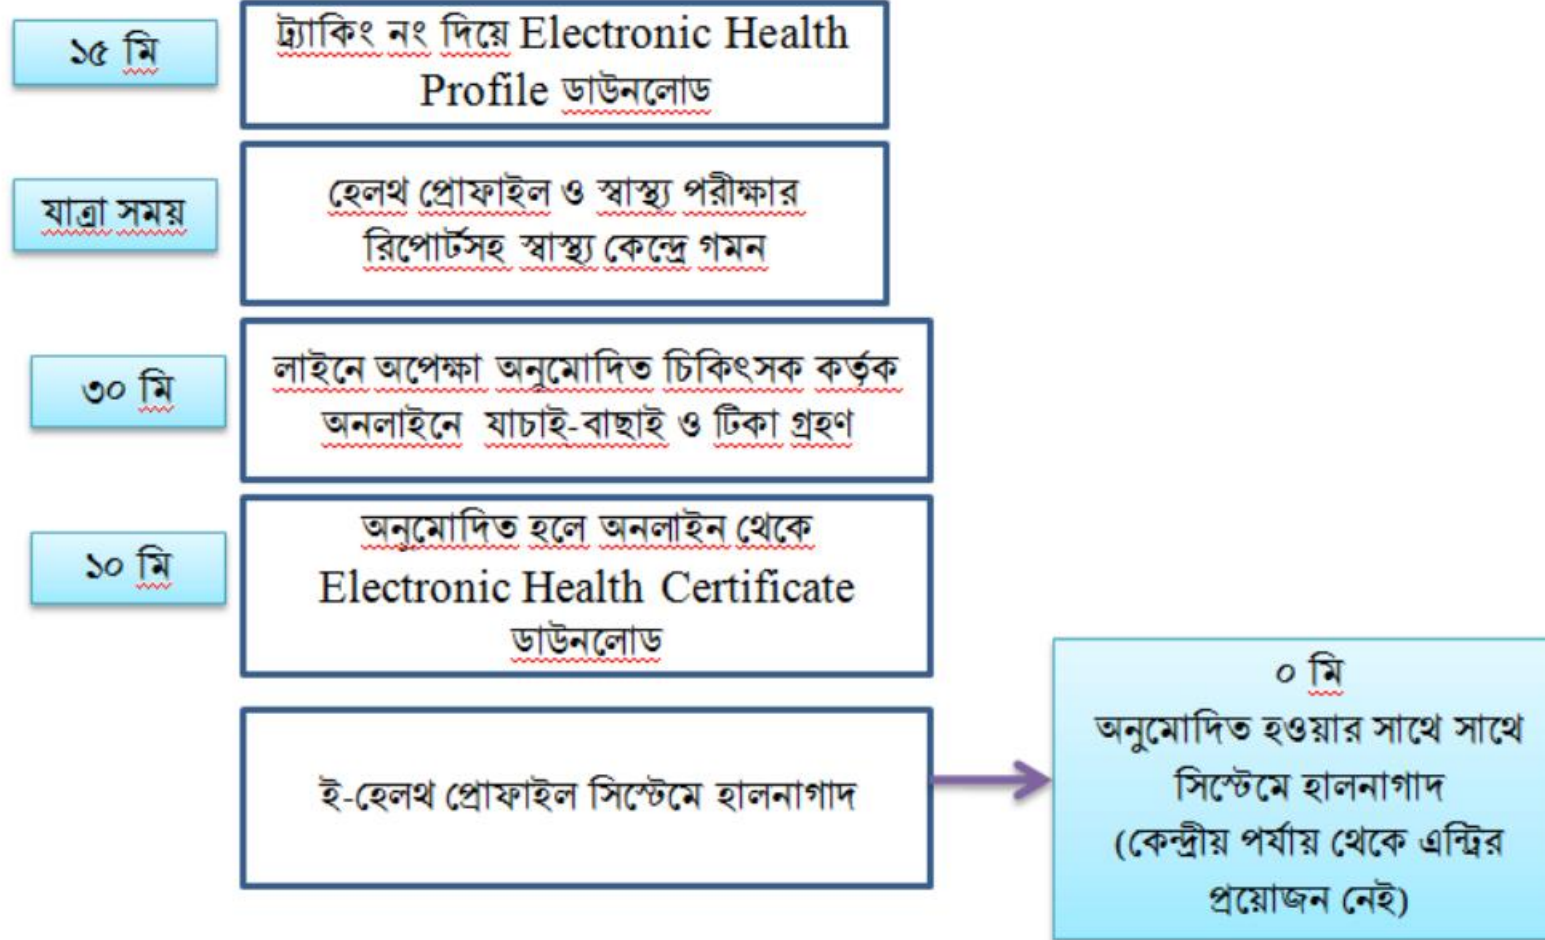 ১৫ মি
ট্র্যাকিং নং দিয়ে Electronic Health
Profile ডাউনলোড
যাত্রা সময়
হেলথ প্রোফাইল ও স্বাস্থ্য পরীক্ষার
রিপোর্টসহ স্বাস্থ্য কেন্দ্রে গমন
৩০ মি
লাইনে অপেক্ষা অনুমোদিত চিকিৎসক কর্তৃক
অনলাইনে যাচাই-বাছাই ও টিকা গ্রহণ
১০ মি
অনুমোদিত হলে অনলাইন থেকে
Electronic Health Certificate
ডাউনলোড
ই-হেলথ প্রোফাইল সিস্টেমে হালনাগাদ
০ মি
অনুমোদিত হওয়ার সাথে সাথে
সিস্টেমে হালনাগাদ
(কেন্দ্রীয় পর্যায় থেকে এন্ট্রির
প্রয়োজন নেই)